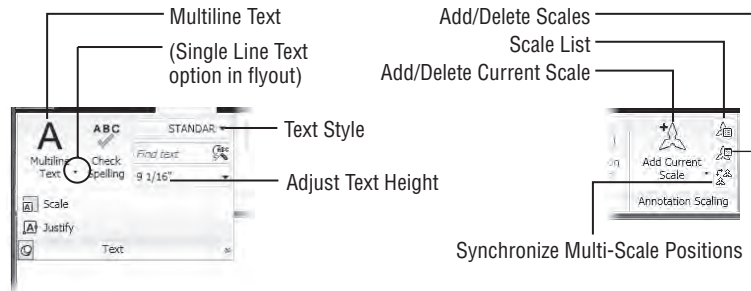 Multiline Text
(Single Line Text
option in flyout)
A
Multiline
Text
ABC
Check
Spelling
STANDAR
Find text
ABC
9 1/16"
A Scale
A Justify
Text
Text Style
Adjust Text Height
Add/Delete Scales
Scale List
Add/Delete Current Scale
Add Current
Scale
Annotation Scaling
Synchronize Multi-Scale Positions